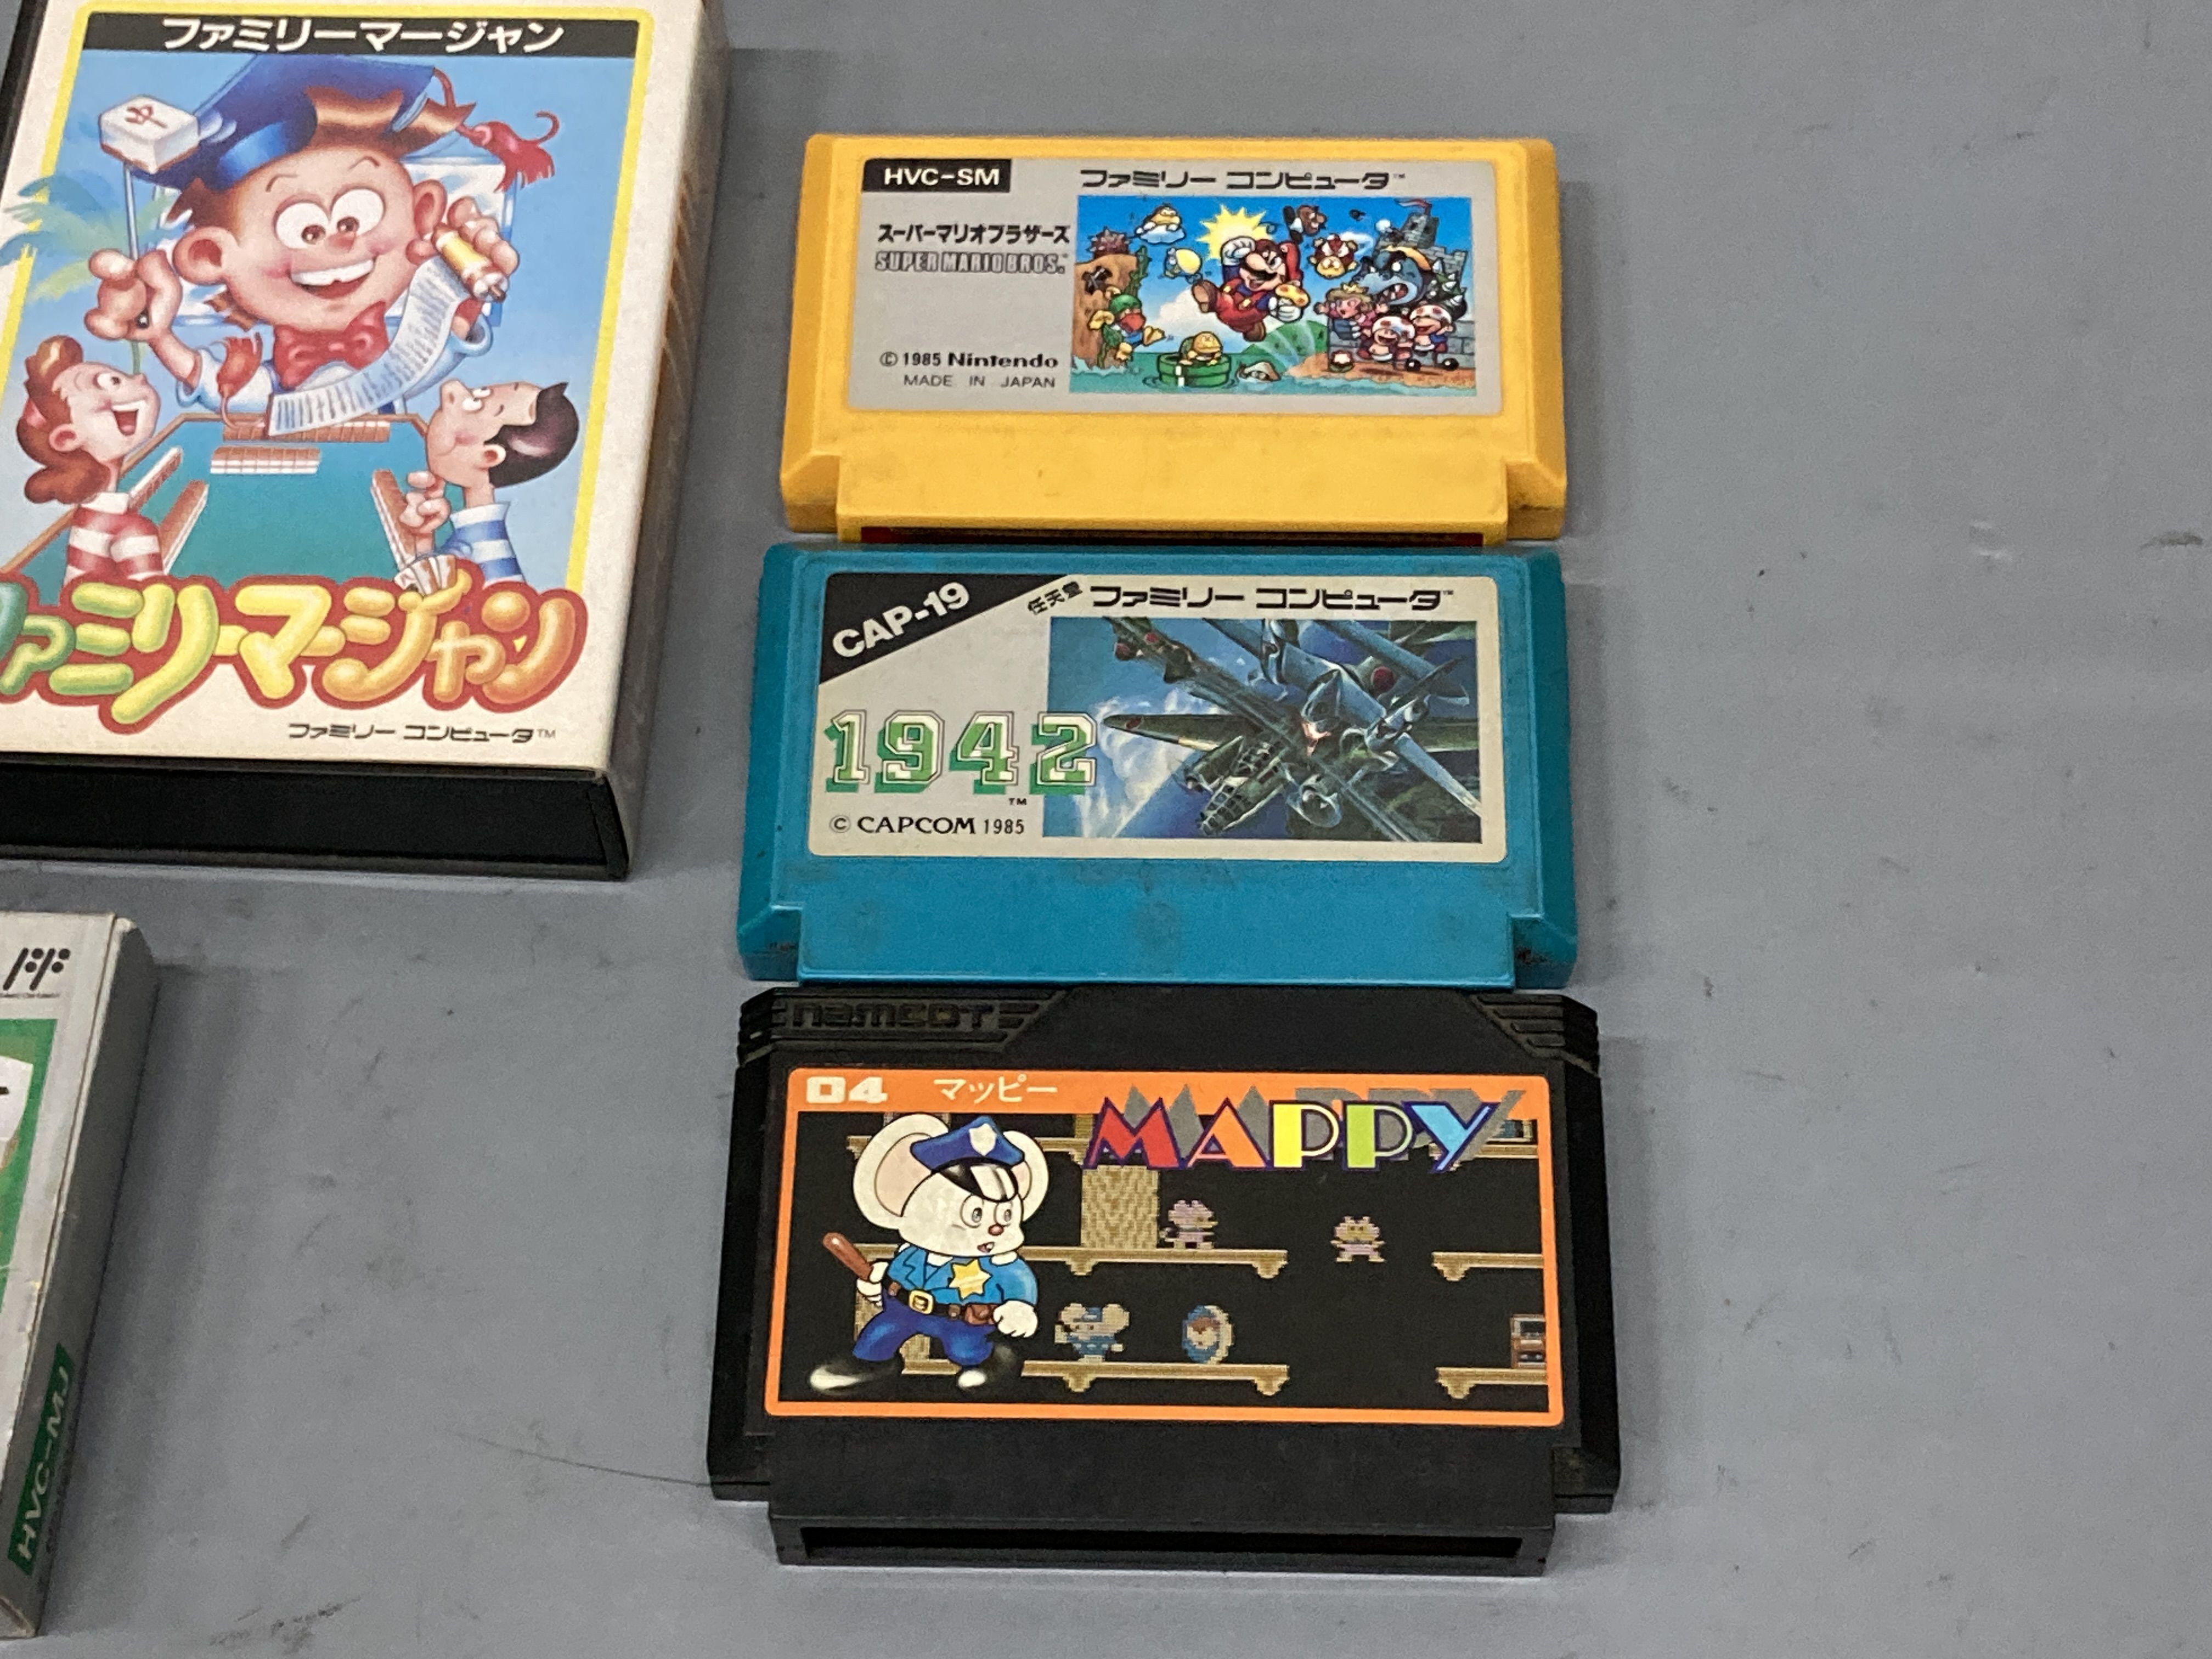 ファミリーマージャン
ファミリーマージャン
ファミリー コンピュータ™
HVC-MJ
HVC-SM
ファミリー コンピュータ™
スーパーマリオブラザーズ
SUPER MARIO BROS.
© 1985 Nintendo
MADE IN JAPAN
CAP-19
任天堂 ファミリー コンピュータ™
1942
TM
© CAPCOM 1985
namcot
04 マッピー
MAPPY